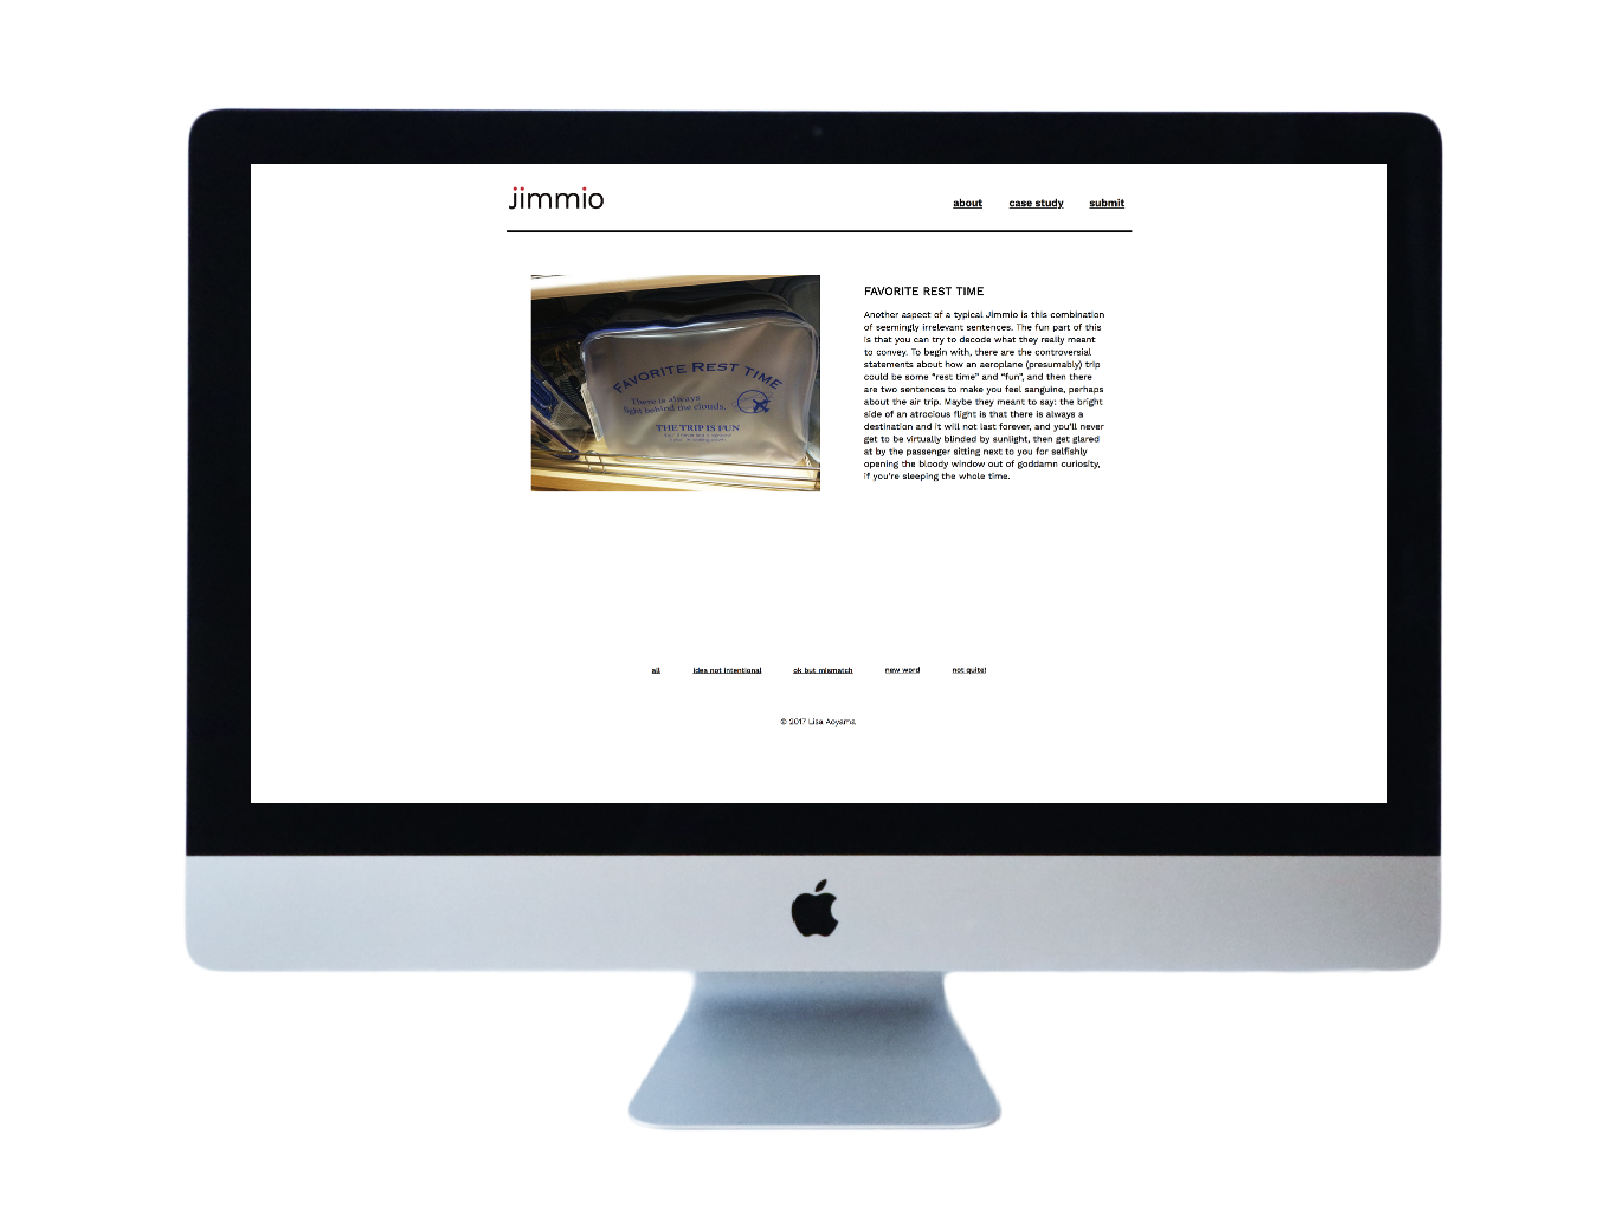 jimmio
about case study submit
FAVORITE REST TIME
There is always
light behind the clouds.
THE TRIP IS FUN
FAVORITE REST TIME
Another aspect of a typical Jimmio is this combination
of seemingly irrelevant sentences. The fun part of this
is that you can try to decode what they really meant
to convey. To begin with, there are the controversial
statements about how an aeroplane (presumably) trip
could be some “rest time” and “fun”, and then there
are two sentences to make you feel sanguine, perhaps
about the air trip. Maybe they meant to say: the bright
side of an atrocious flight is that there is always a
destination and it will not last forever, and you’ll never
get to be virtually blinded by sunlight, then get glared
at by the passenger sitting next to you for selfishly
opening the bloody window out of goddamn curiosity,
if you’re sleeping the whole time.
all idea not intentional ok but mismatch new word not quite!
© 2017 Lisa Aoyama